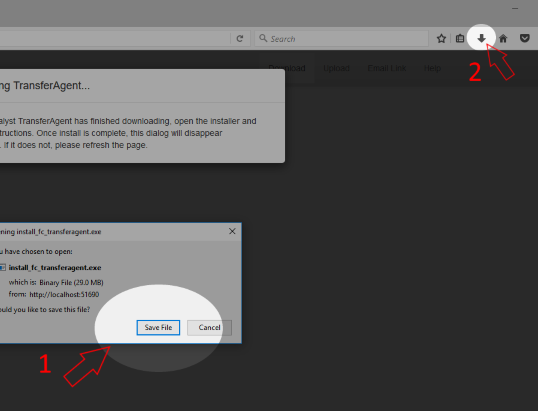 Search
2
Download Upload Email Link Help
ng TransferAgent...
alyst TransferAgent has finished downloading, open the installer and
tructions. Once install is complete, this dialog will disappear
. If it does not, please refresh the page.
ning install_fc_transferagent.exe
u have chosen to open:
install_fc_transferagent.exe
which is: Binary File (29.0 MB)
from: http://localhost:51690
ould you like to save this file?
Save File Cancel
1